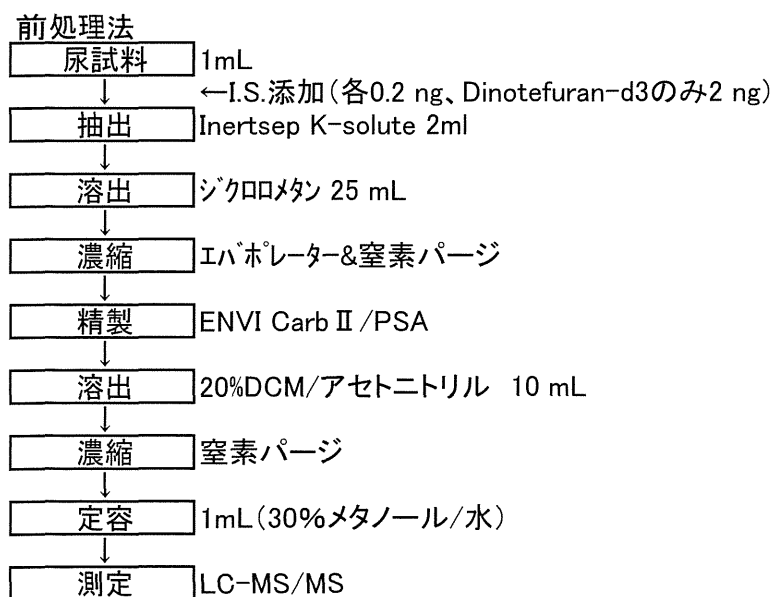 前処理法
尿試料 1mL
↓ ←I.S.添加(各0.2 ng、Dinotefuran-d3のみ2 ng)
抽出 Inertsep K-solute 2ml
↓
溶出 ジクロロメタン 25 mL
↓
濃縮 エバポレーター&窒素パージ
↓
精製 ENVI Carb Ⅱ/PSA
↓
溶出 20%DCM/アセトニトリル 10 mL
↓
濃縮 窒素パージ
↓
定容 1mL(30%メタノール/水)
↓
測定 LC-MS/MS